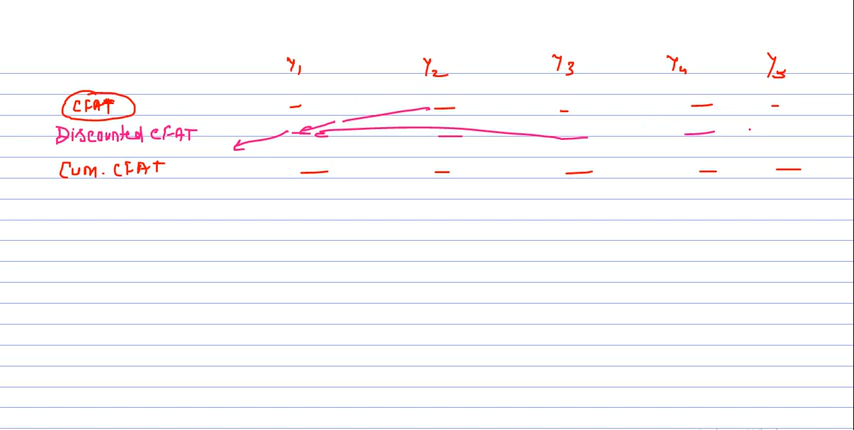 Y1 Y2 Y3 Y4 Y5
CFAT - - - - -
Discounted CFAT - - - -
Cum. CFAT - - - - -